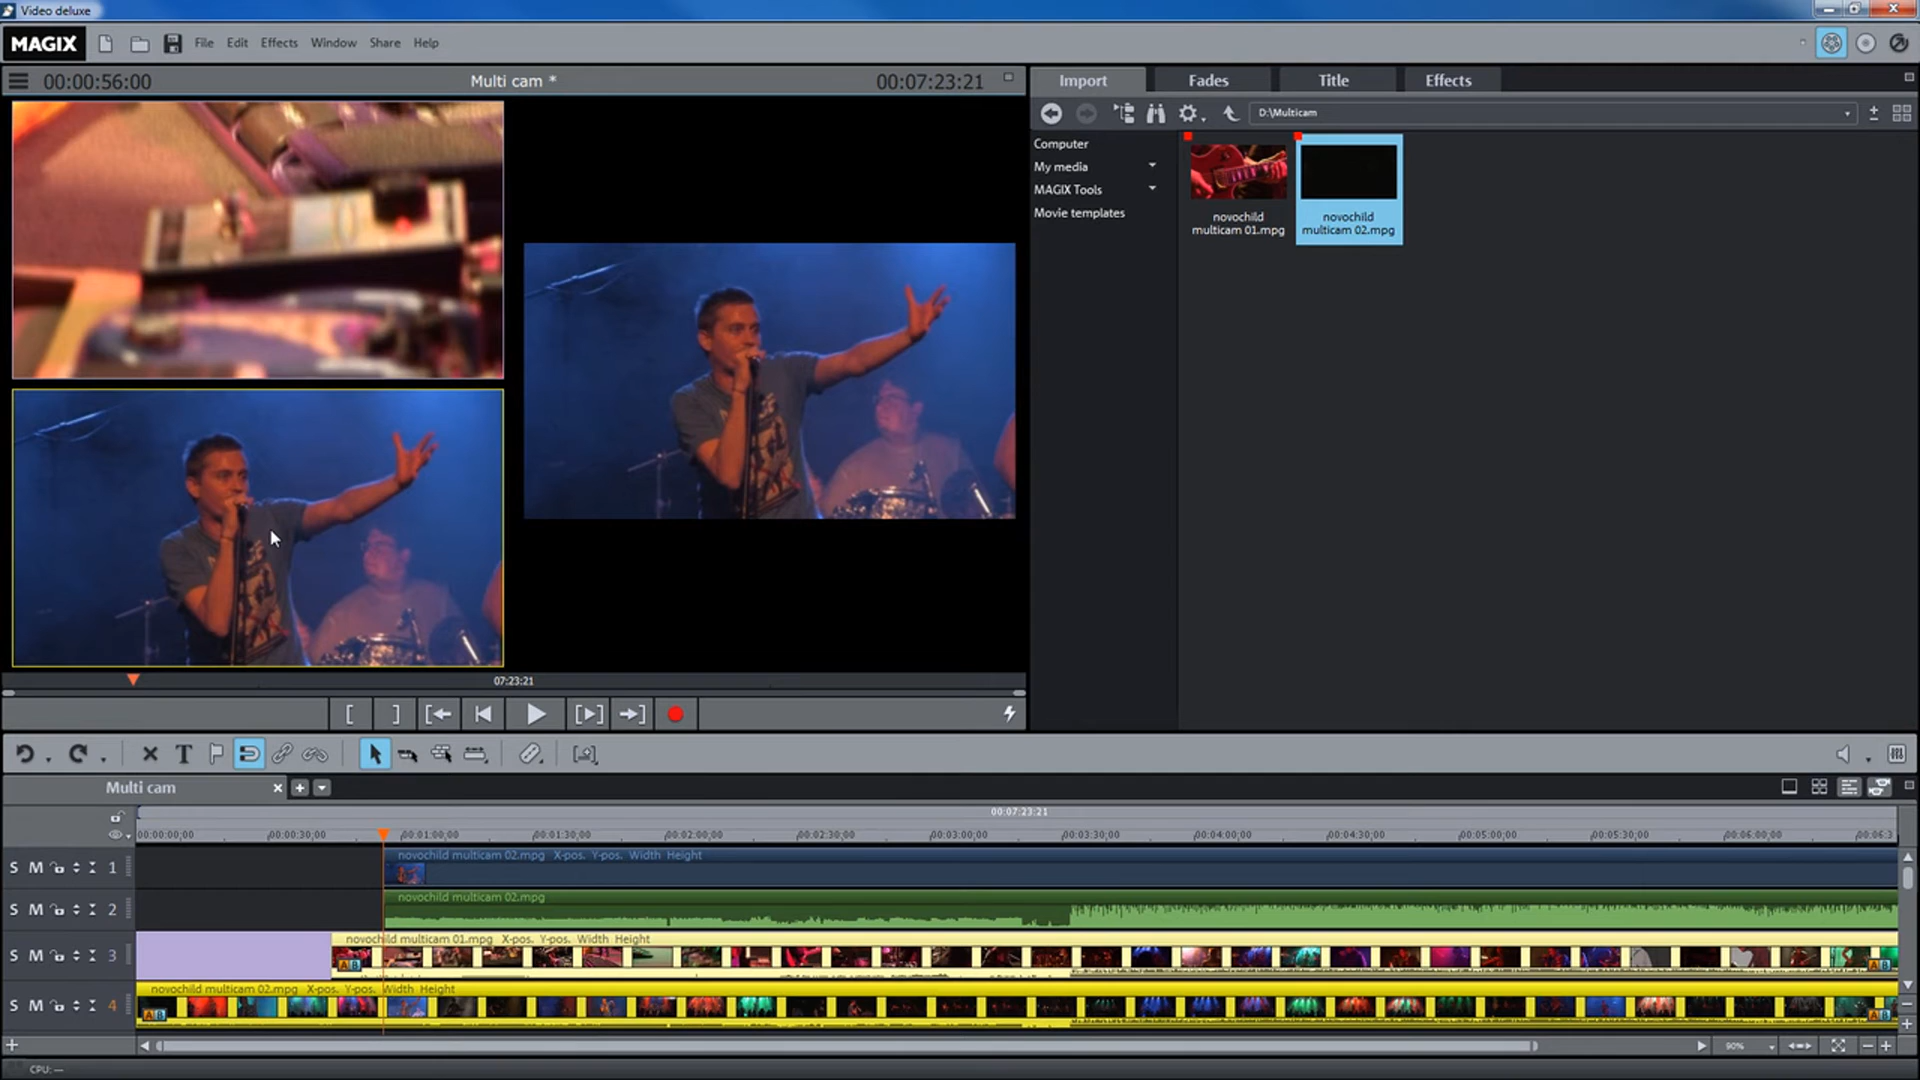 Video deluxe
MAGIX File Edit Effects Window Share Help
00:00:56:00 Multi cam * 00:07:23:21
Import Fades Title Effects
D:\Multicam
Computer
My media
MAGIX Tools
Movie templates
novochild
multicam 01.mpg
novochild
multicam 02.mpg
07:23:21
Multi cam
00:07:23:21
00:00:00;00 00:00:30;00 00:01:00;00 00:01:30;00 00:02:00;00 00:02:30;00 00:03:00;00 00:03:30;00 00:04:00;00 00:04:30;00 00:05:00;00 00:05:30;00 00:06:00;00 00:06:3
S M 1 novochild multicam 02.mpg X-pos. Y-pos. Width Height
S M 2 novochild multicam 02.mpg
S M 3 novochild multicam 01.mpg X-pos. Y-pos. Width Height
A B A B
S M 4 novochild multicam 02.mpg X-pos. Y-pos. Width Height
A B A B
90%
CPU: —